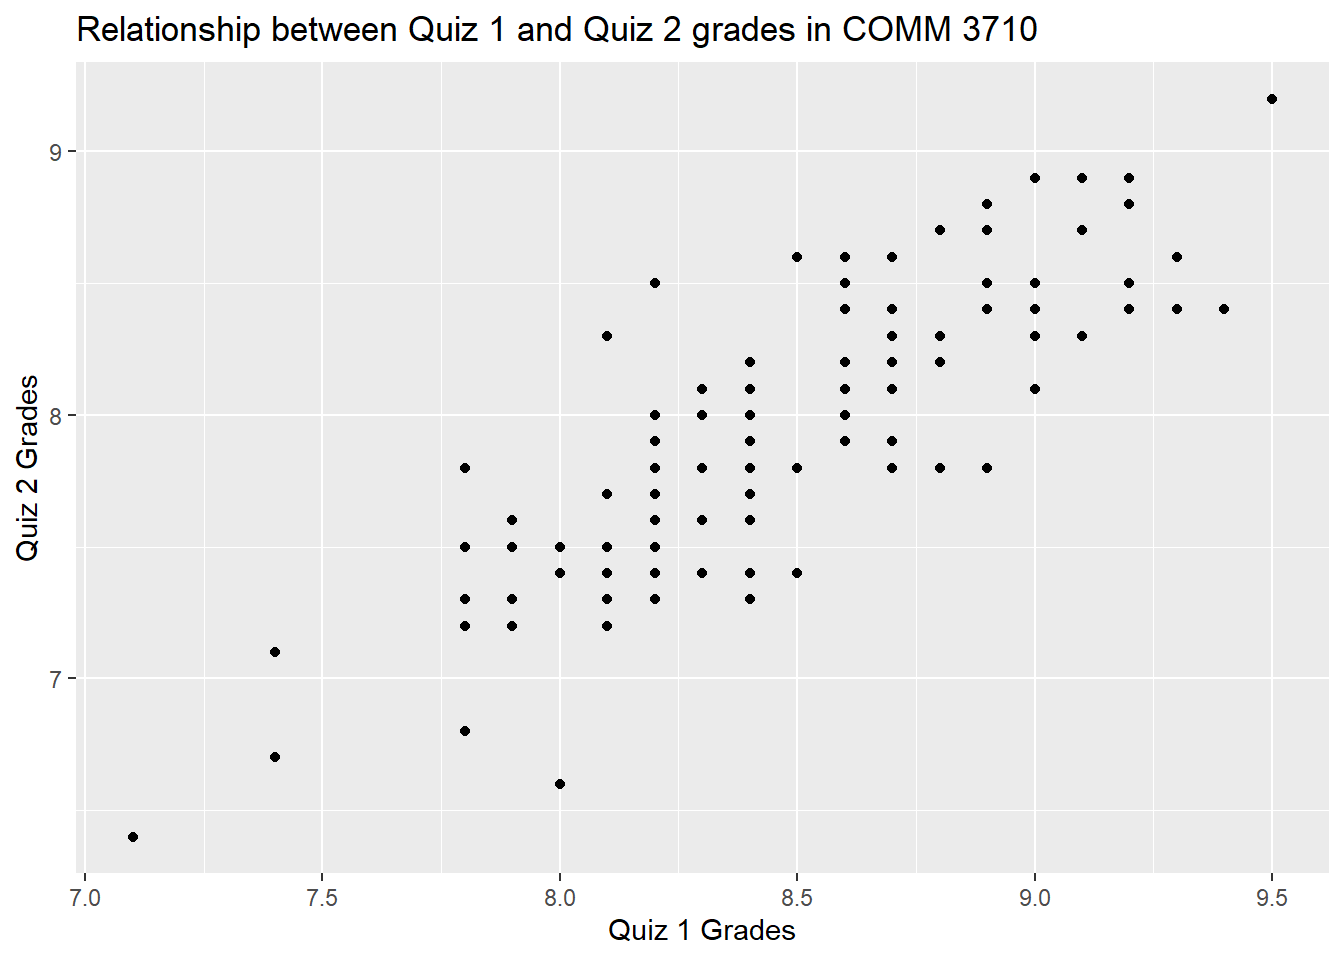 Relationship between Quiz 1 and Quiz 2 grades in COMM 3710
9
8
7
Quiz 2 Grades
7.0 7.5 8.0 8.5 9.0 9.5
Quiz 1 Grades